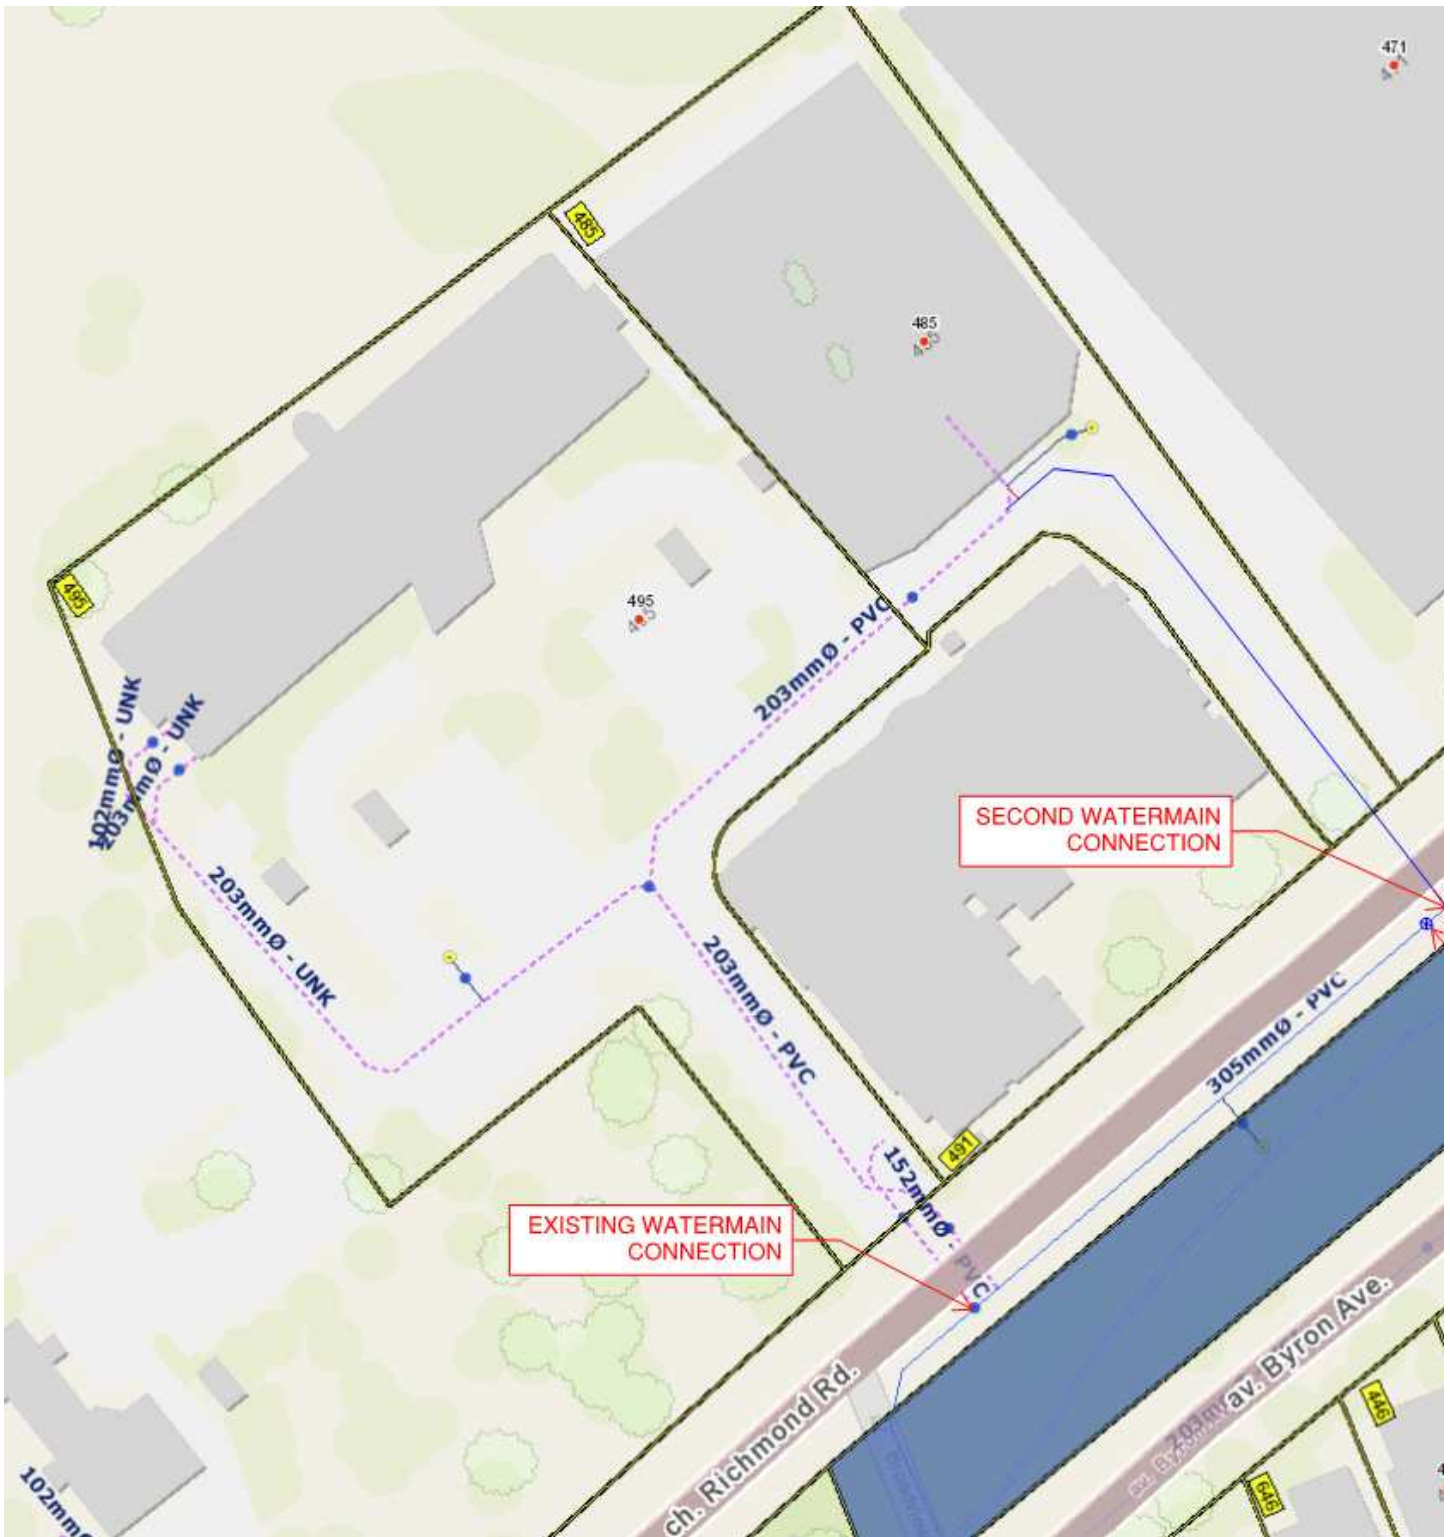 471
485
485
495
495
203mmØ - PVC
102mmØ - UNK
203mmØ - UNK
SECOND WATERMAIN
CONNECTION
203mmØ - UNK
203mmØ - PVC
305mmØ - PVC
491
152mmØ - PVC
EXISTING WATERMAIN
CONNECTION
ch. Richmond Rd.
av. Byron Ave.
446
646
102mmØ